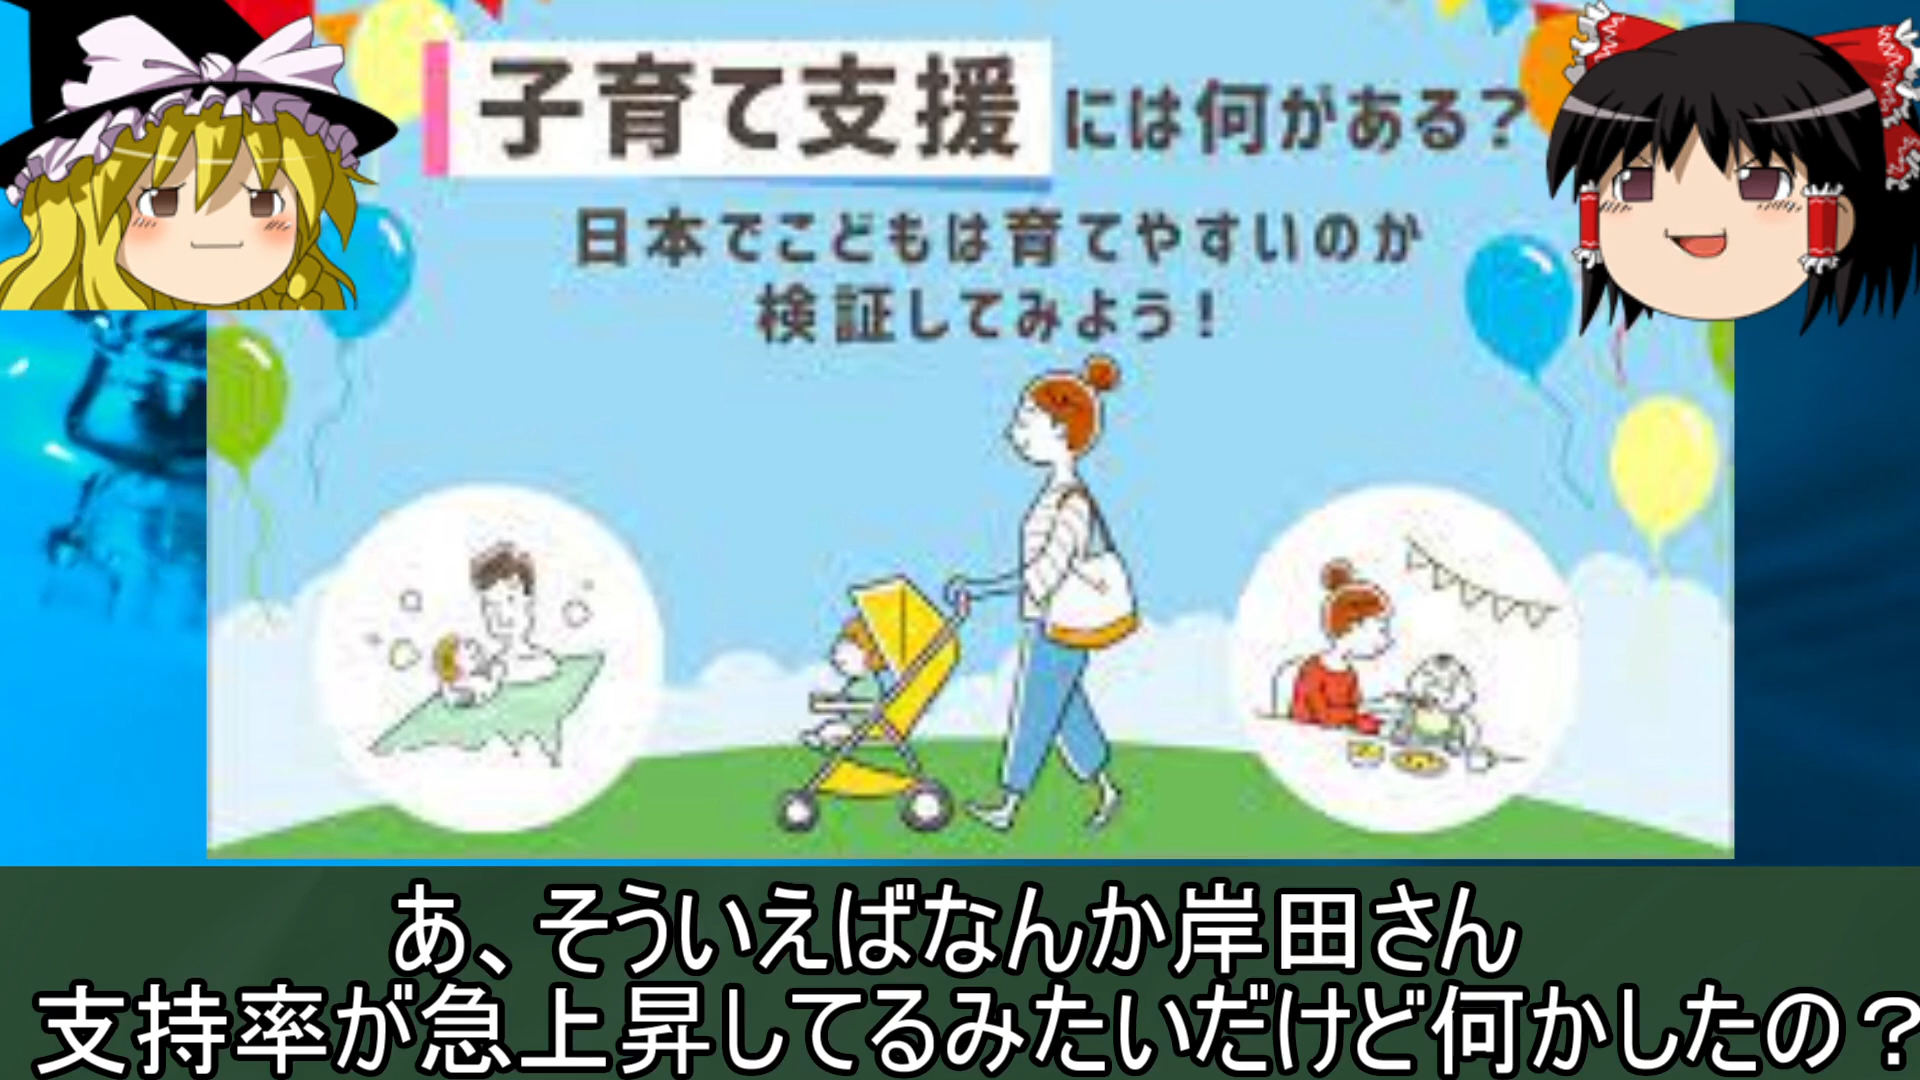 子育て支援には何がある？
日本でこどもは育てやすいのか
検証してみよう！
あ、そういえばなんか岸田さん
支持率が急上昇してるみたいだけど何かしたの？